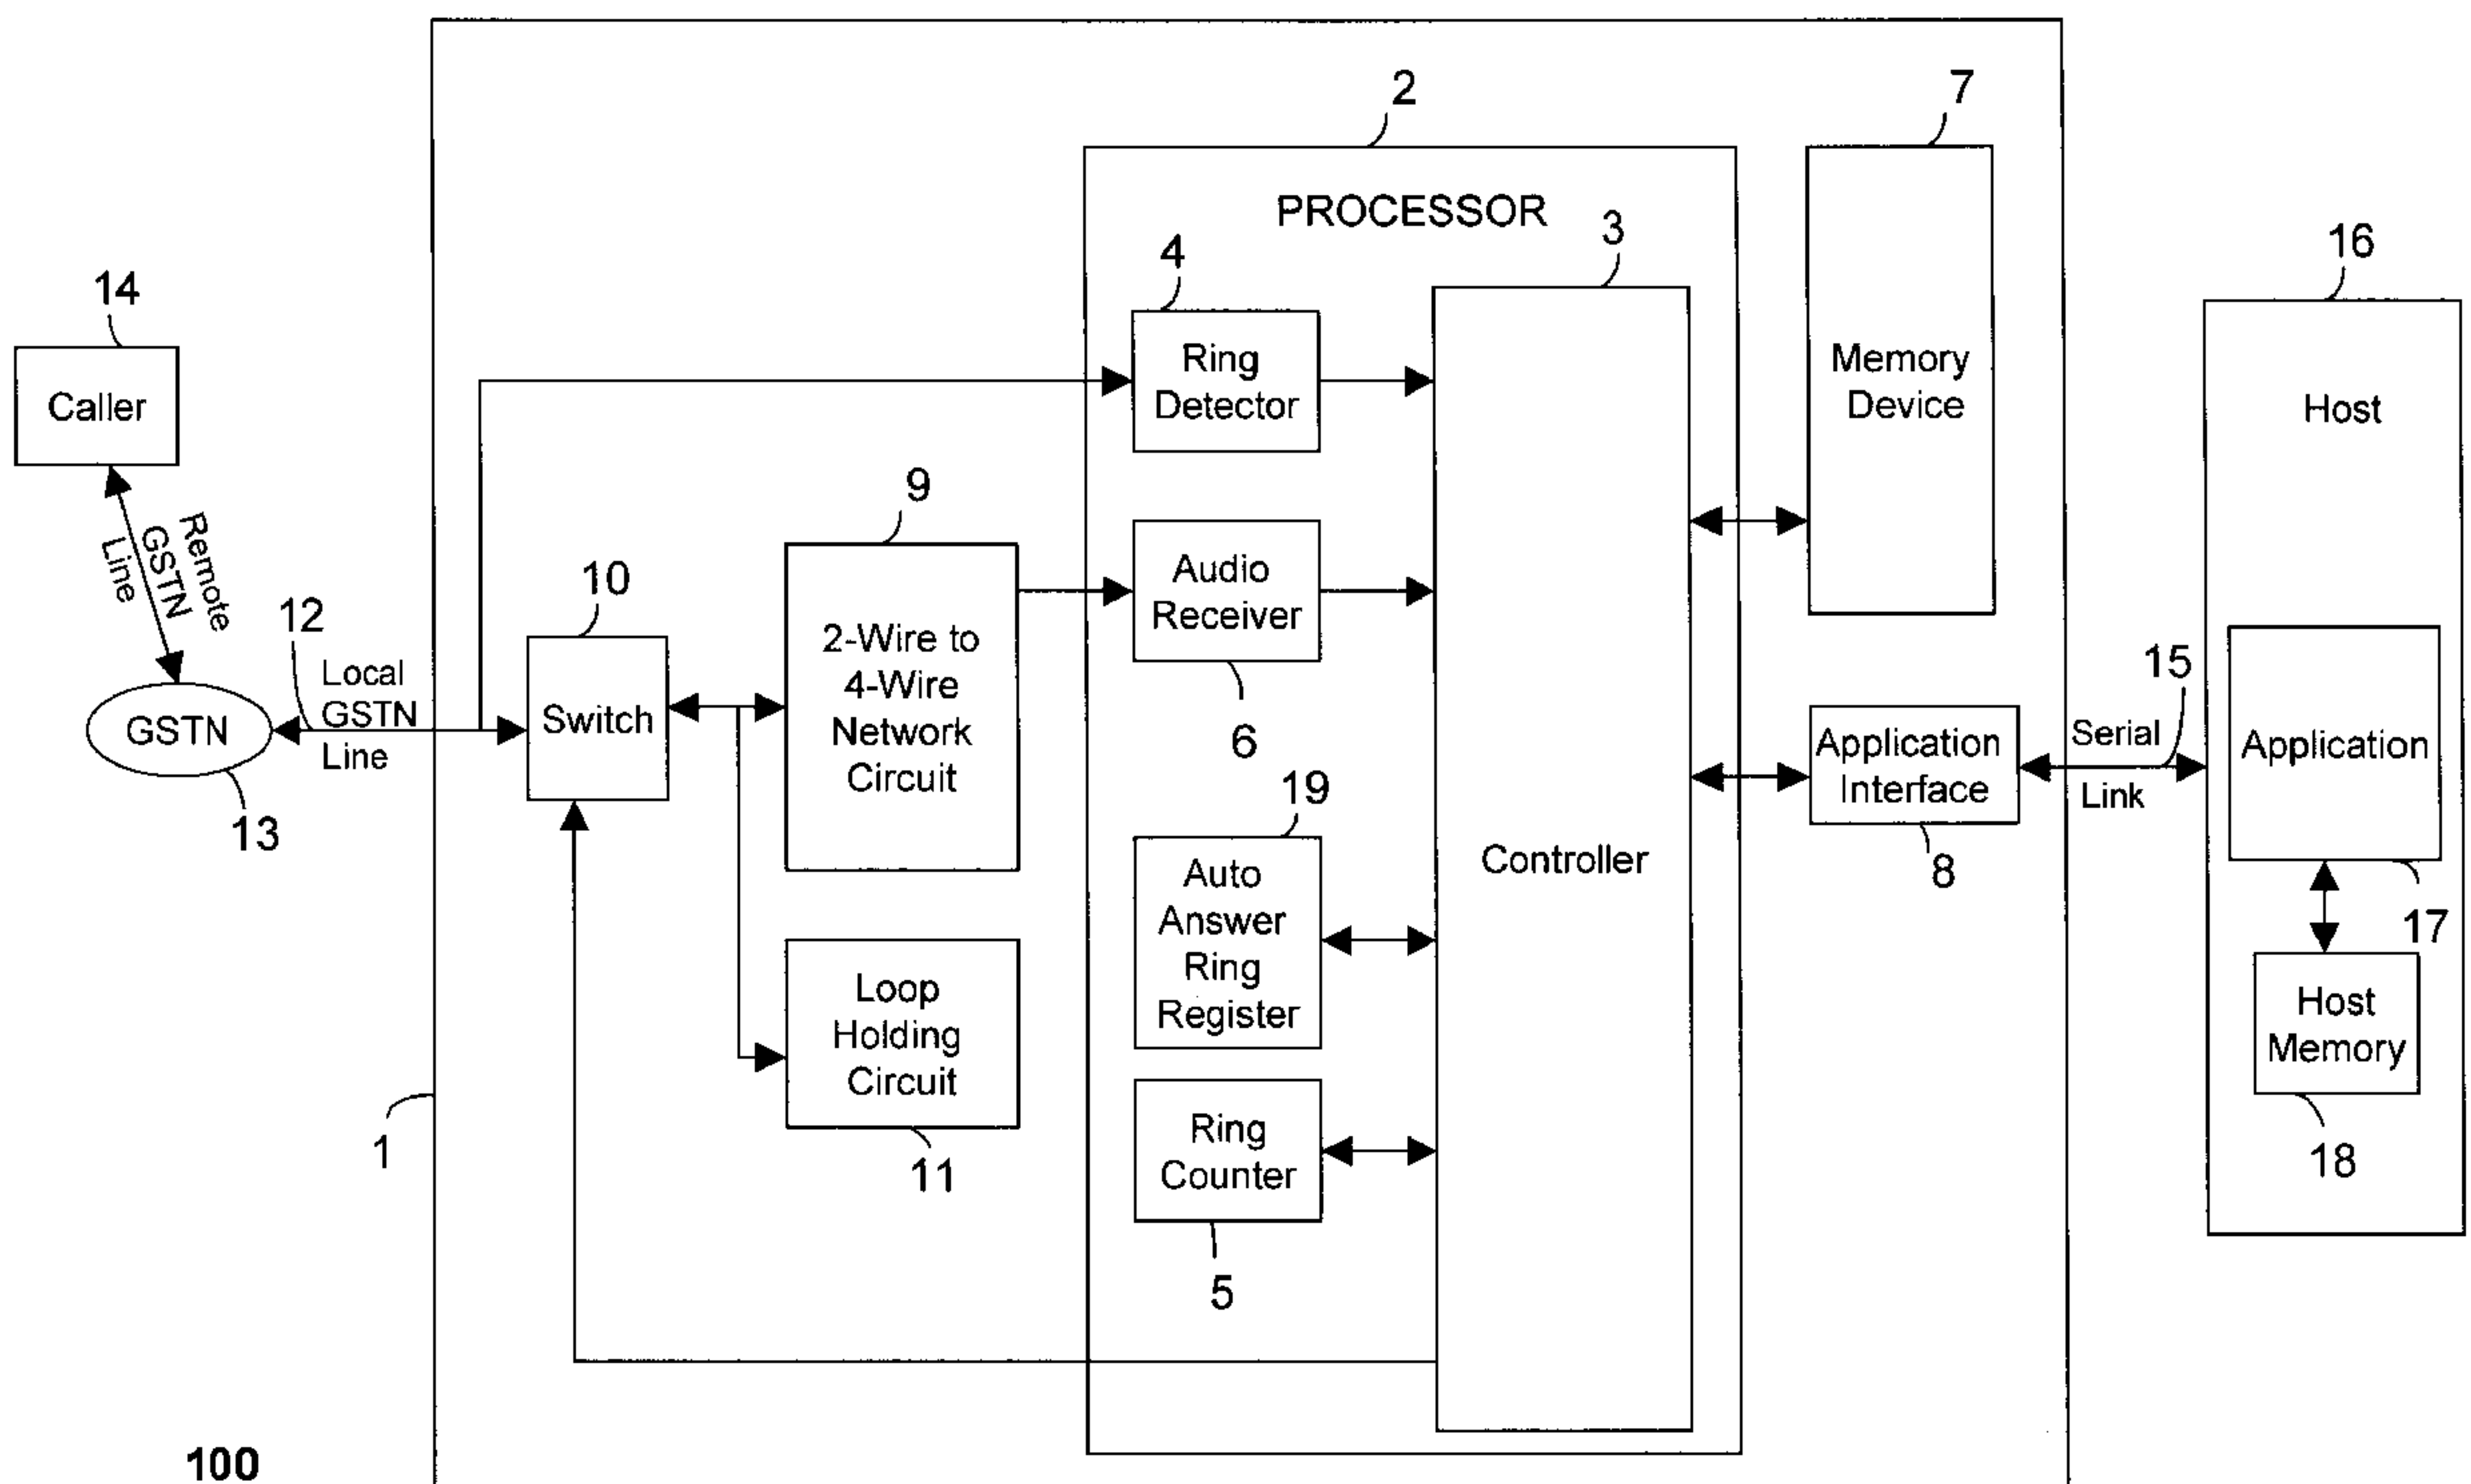 2
7
PROCESSOR
3
4
16
14
Ring
Detector
Memory
Device
Caller
Host
9
Remote
GSTN
Line
10
Audio
Receiver
12
2-Wire to
4-Wire
Network
Circuit
15
Local
GSTN
Line
GSTN
Switch
6
Application
Interface
Serial
Link
Application
19
13
8
Controller
Auto
Answer
Ring
Register
17
Loop
Holding
Circuit
Host
Memory
1
11
Ring
Counter
18
5
100